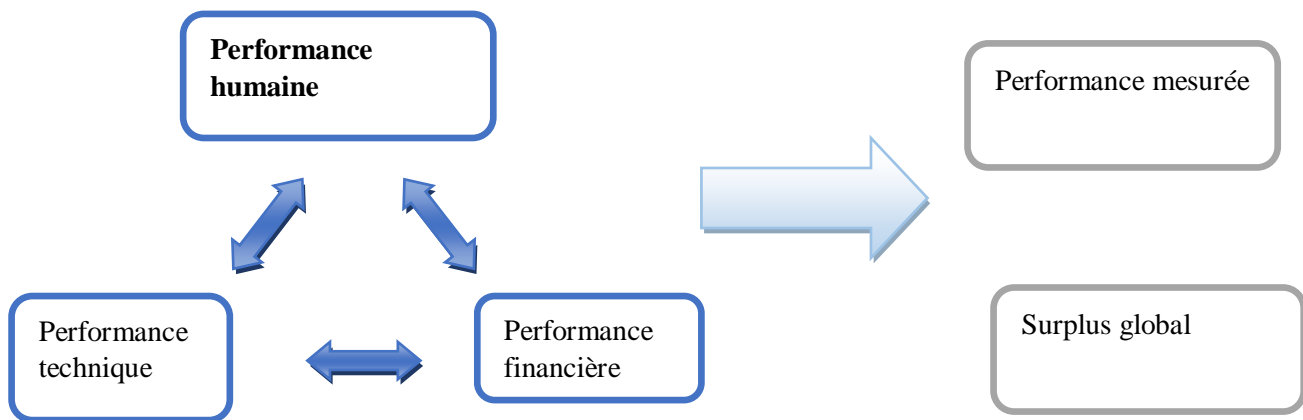 Performance
humaine
Performance mesurée
Performance
technique
Performance
financière
Surplus global